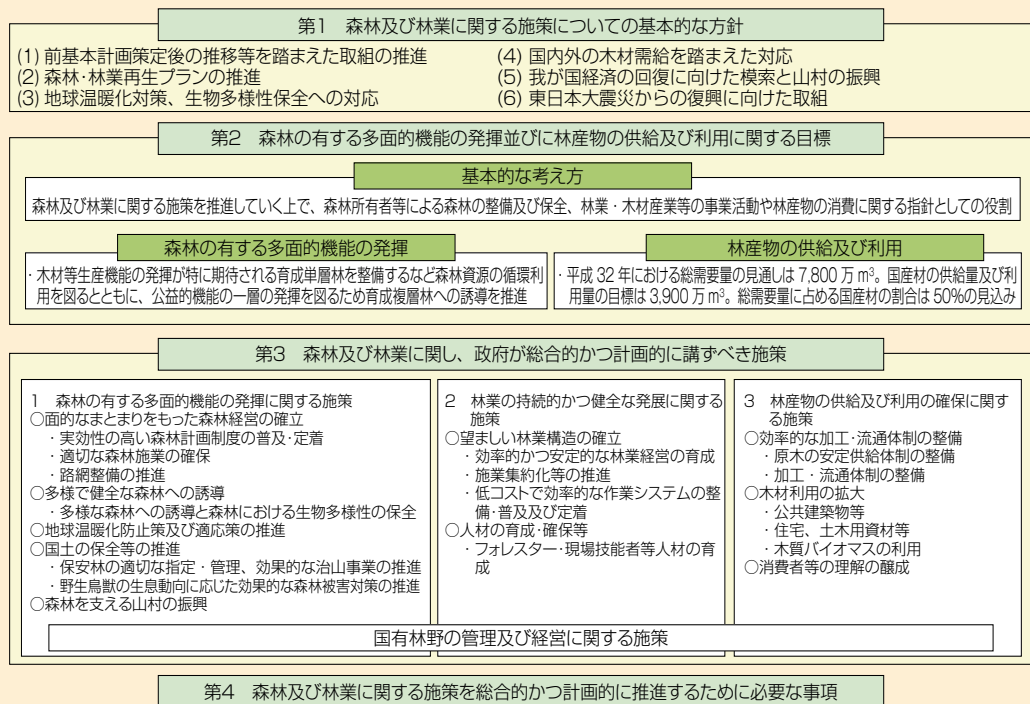 第1 森林及び林業に関する施策についての基本的な方針
(1) 前基本計画策定後の推移等を踏まえた取組の推進
(2) 森林・林業再生プランの推進
(3) 地球温暖化対策、生物多様性保全への対応
(4) 国内外の木材需給を踏まえた対応
(5) 我が国経済の回復に向けた模索と山村の振興
(6) 東日本大震災からの復興に向けた取組
第2 森林の有する多面的機能の発揮並びに林産物の供給及び利用に関する目標
基本的な考え方
森林及び林業に関する施策を推進していく上で、森林所有者等による森林の整備及び保全、林業・木材産業等の事業活動や林産物の消費に関する指針としての役割
森林の有する多面的機能の発揮
・木材等生産機能の発揮が特に期待される育成単層林を整備するなど森林資源の循環利
用を図るとともに、公益的機能の一層の発揮を図るため育成複層林への誘導を推進
林産物の供給及び利用
・平成 32 年における総需要量の見通しは 7,800 万 m³。国産材の供給量及び利
用量の目標は 3,900 万 m³。総需要量に占める国産材の割合は 50%の見込み
第3 森林及び林業に関し、政府が総合的かつ計画的に講ずべき施策
1 森林の有する多面的機能の発揮に関する施策
○面的なまとまりをもった森林経営の確立
・実効性の高い森林計画制度の普及・定着
・適切な森林施業の確保
・路網整備の推進
○多様で健全な森林への誘導
・多様な森林への誘導と森林における生物多様性の保全
○地球温暖化防止策及び適応策の推進
○国土の保全等の推進
・保安林の適切な指定・管理、効果的な治山事業の推進
・野生鳥獣の生息動向に応じた効果的な森林被害対策の推進
○森林を支える山村の振興
2 林業の持続的かつ健全な発展に関する
施策
○望ましい林業構造の確立
・効率的かつ安定的な林業経営の育成
・施業集約化等の推進
・低コストで効率的な作業システムの整
備・普及及び定着
○人材の育成・確保等
・フォレスター・現場技能者等人材の育
成
3 林産物の供給及び利用の確保に関す
る施策
○効率的な加工・流通体制の整備
・原木の安定供給体制の整備
・加工・流通体制の整備
○木材利用の拡大
・公共建築物等
・住宅、土木用資材等
・木質バイオマスの利用
○消費者等の理解の醸成
国有林野の管理及び経営に関する施策
第4 森林及び林業に関する施策を総合的かつ計画的に推進するために必要な事項